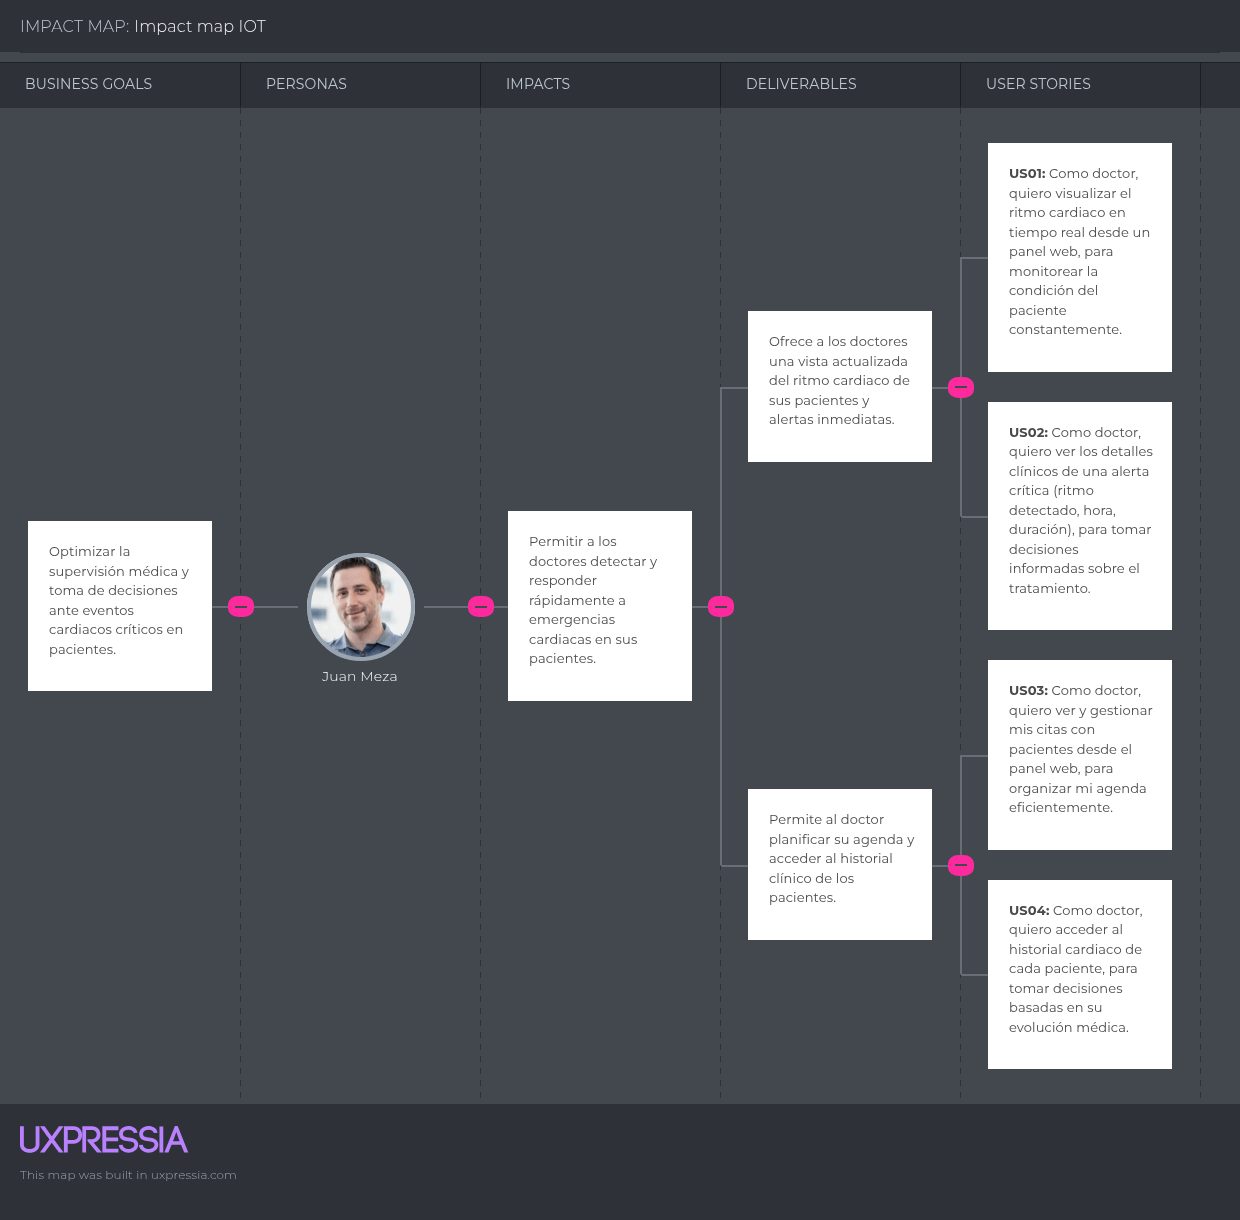 IMPACT MAP: Impact map IOT
BUSINESS GOALS
PERSONAS
IMPACTS
DELIVERABLES
USER STORIES
Optimizar la
supervisión médica y
toma de decisiones
ante eventos
cardiacos críticos en
pacientes.
Juan Meza
Permitir a los
doctores detectar y
responder
rápidamente a
emergencias
cardiacas en sus
pacientes.
Ofrece a los doctores
una vista actualizada
del ritmo cardiaco de
sus pacientes y
alertas inmediatas.
Permite al doctor
planificar su agenda y
acceder al historial
clínico de los
pacientes.
US01: Como doctor,
quiero visualizar el
ritmo cardiaco en
tiempo real desde un
panel web, para
monitorear la
condición del
paciente
constantemente.
US02: Como doctor,
quiero ver los detalles
clínicos de una alerta
crítica (ritmo
detectado, hora,
duración), para tomar
decisiones
informadas sobre el
tratamiento.
US03: Como doctor,
quiero ver y gestionar
mis citas con
pacientes desde el
panel web, para
organizar mi agenda
eficientemente.
US04: Como doctor,
quiero acceder al
historial cardiaco de
cada paciente, para
tomar decisiones
basadas en su
evolución médica.
UXPRESSIA
This map was built in uxpressia.com